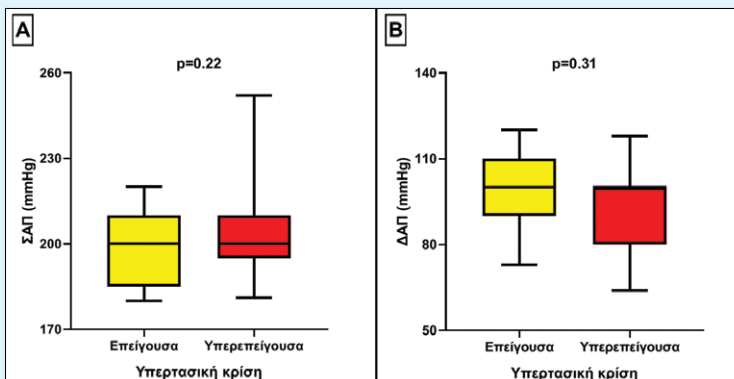 A
p=0.22
ΣΑΠ (mmHg)
260
230
200
170
Επείγουσα Υπερεπείγουσα
Υπερτασική κρίση
B
p=0.31
ΔΑΠ (mmHg)
140
110
80
50
Επείγουσα Υπερεπείγουσα
Υπερτασική κρίση